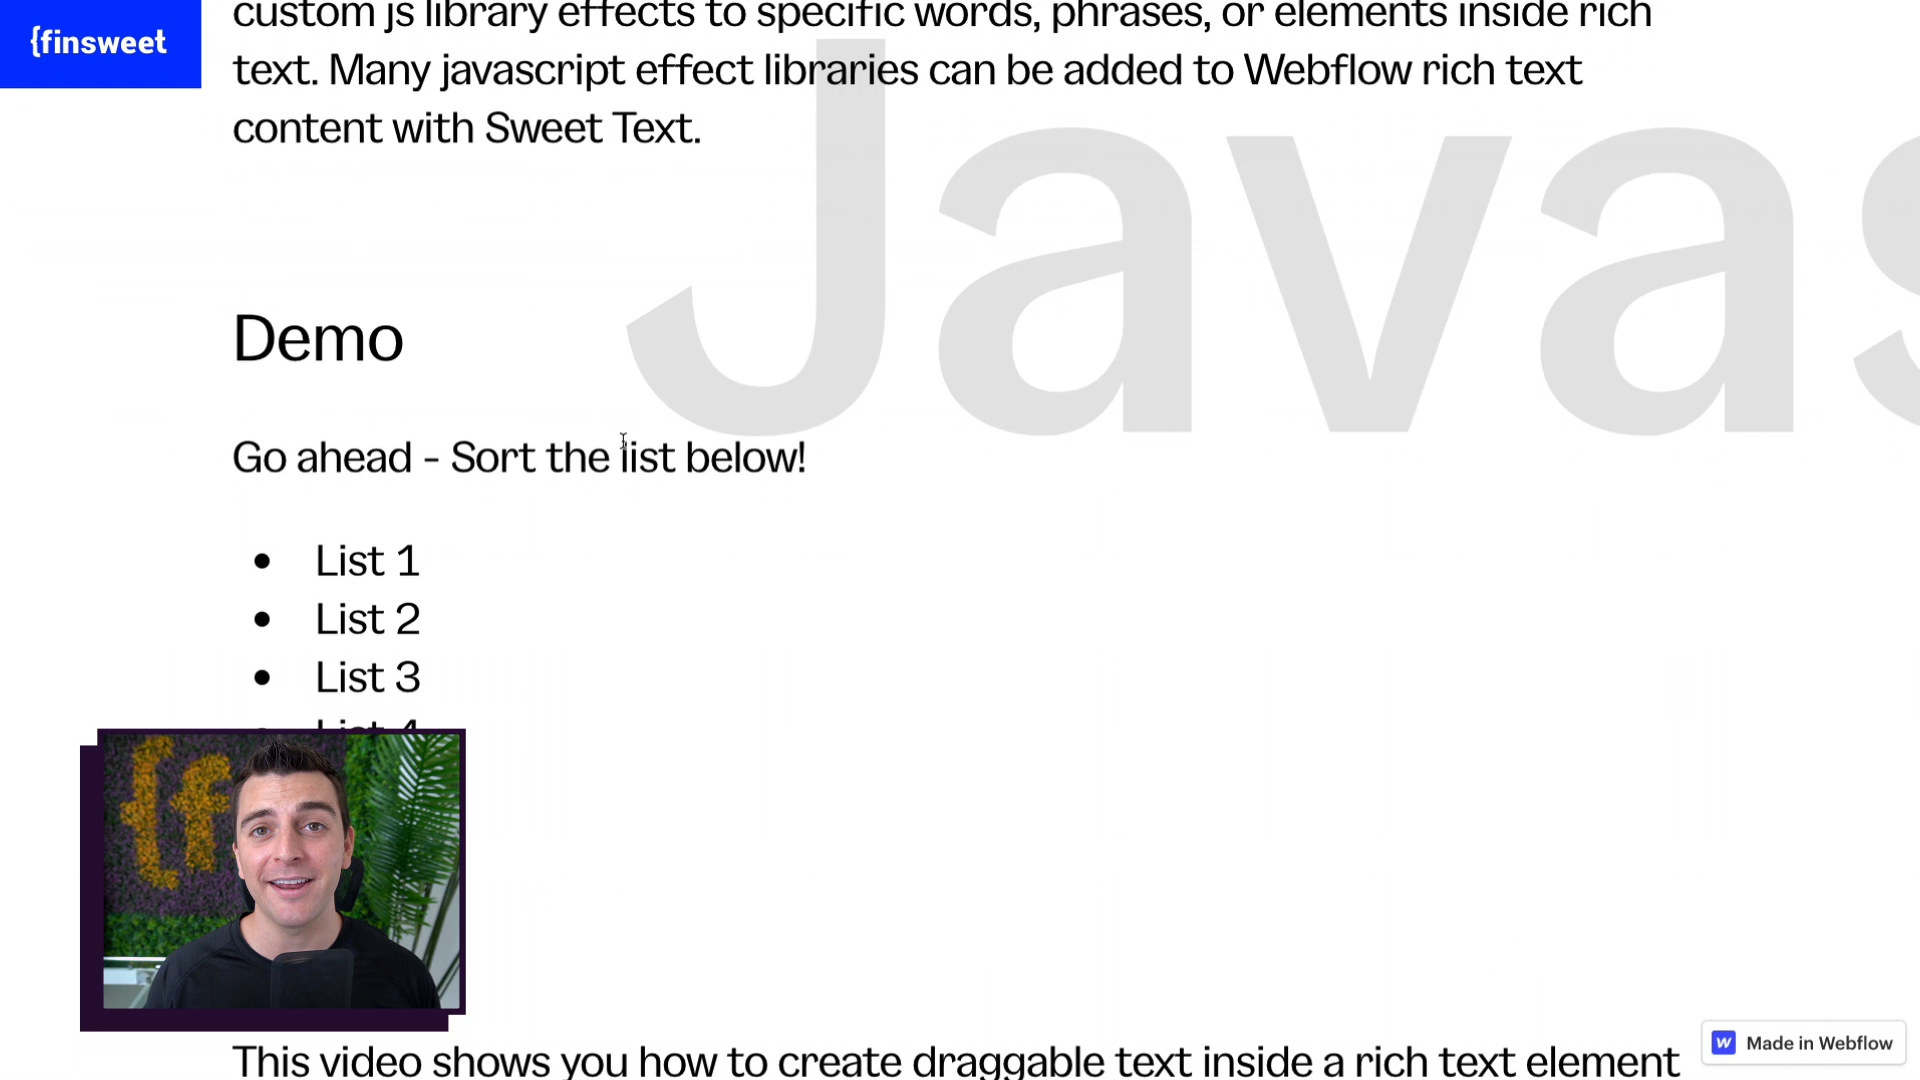 {finsweet
custom js library effects to specific words, phrases, or elements inside rich
text. Many javascript effect libraries can be added to Webflow rich text
content with Sweet Text.
Javas
Demo
Go ahead - Sort the list below!
• List 1
• List 2
• List 3
• List 4
{f
This video shows you how to create draggable text inside a rich text element
W Made in Webflow